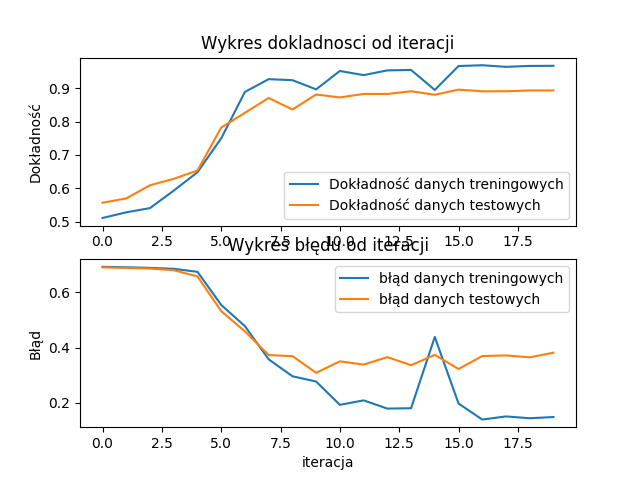 Wykres dokladnosci od iteracji
Dokładność
0.9
0.8
0.7
0.6
0.5
Dokładność danych treningowych
Dokładność danych testowych
0.0 2.5 5.0 7.5 10.0 12.5 15.0 17.5
Wykres błędu od iteracji
Błąd
0.6
0.4
0.2
błąd danych treningowych
błąd danych testowych
0.0 2.5 5.0 7.5 10.0 12.5 15.0 17.5
iteracja